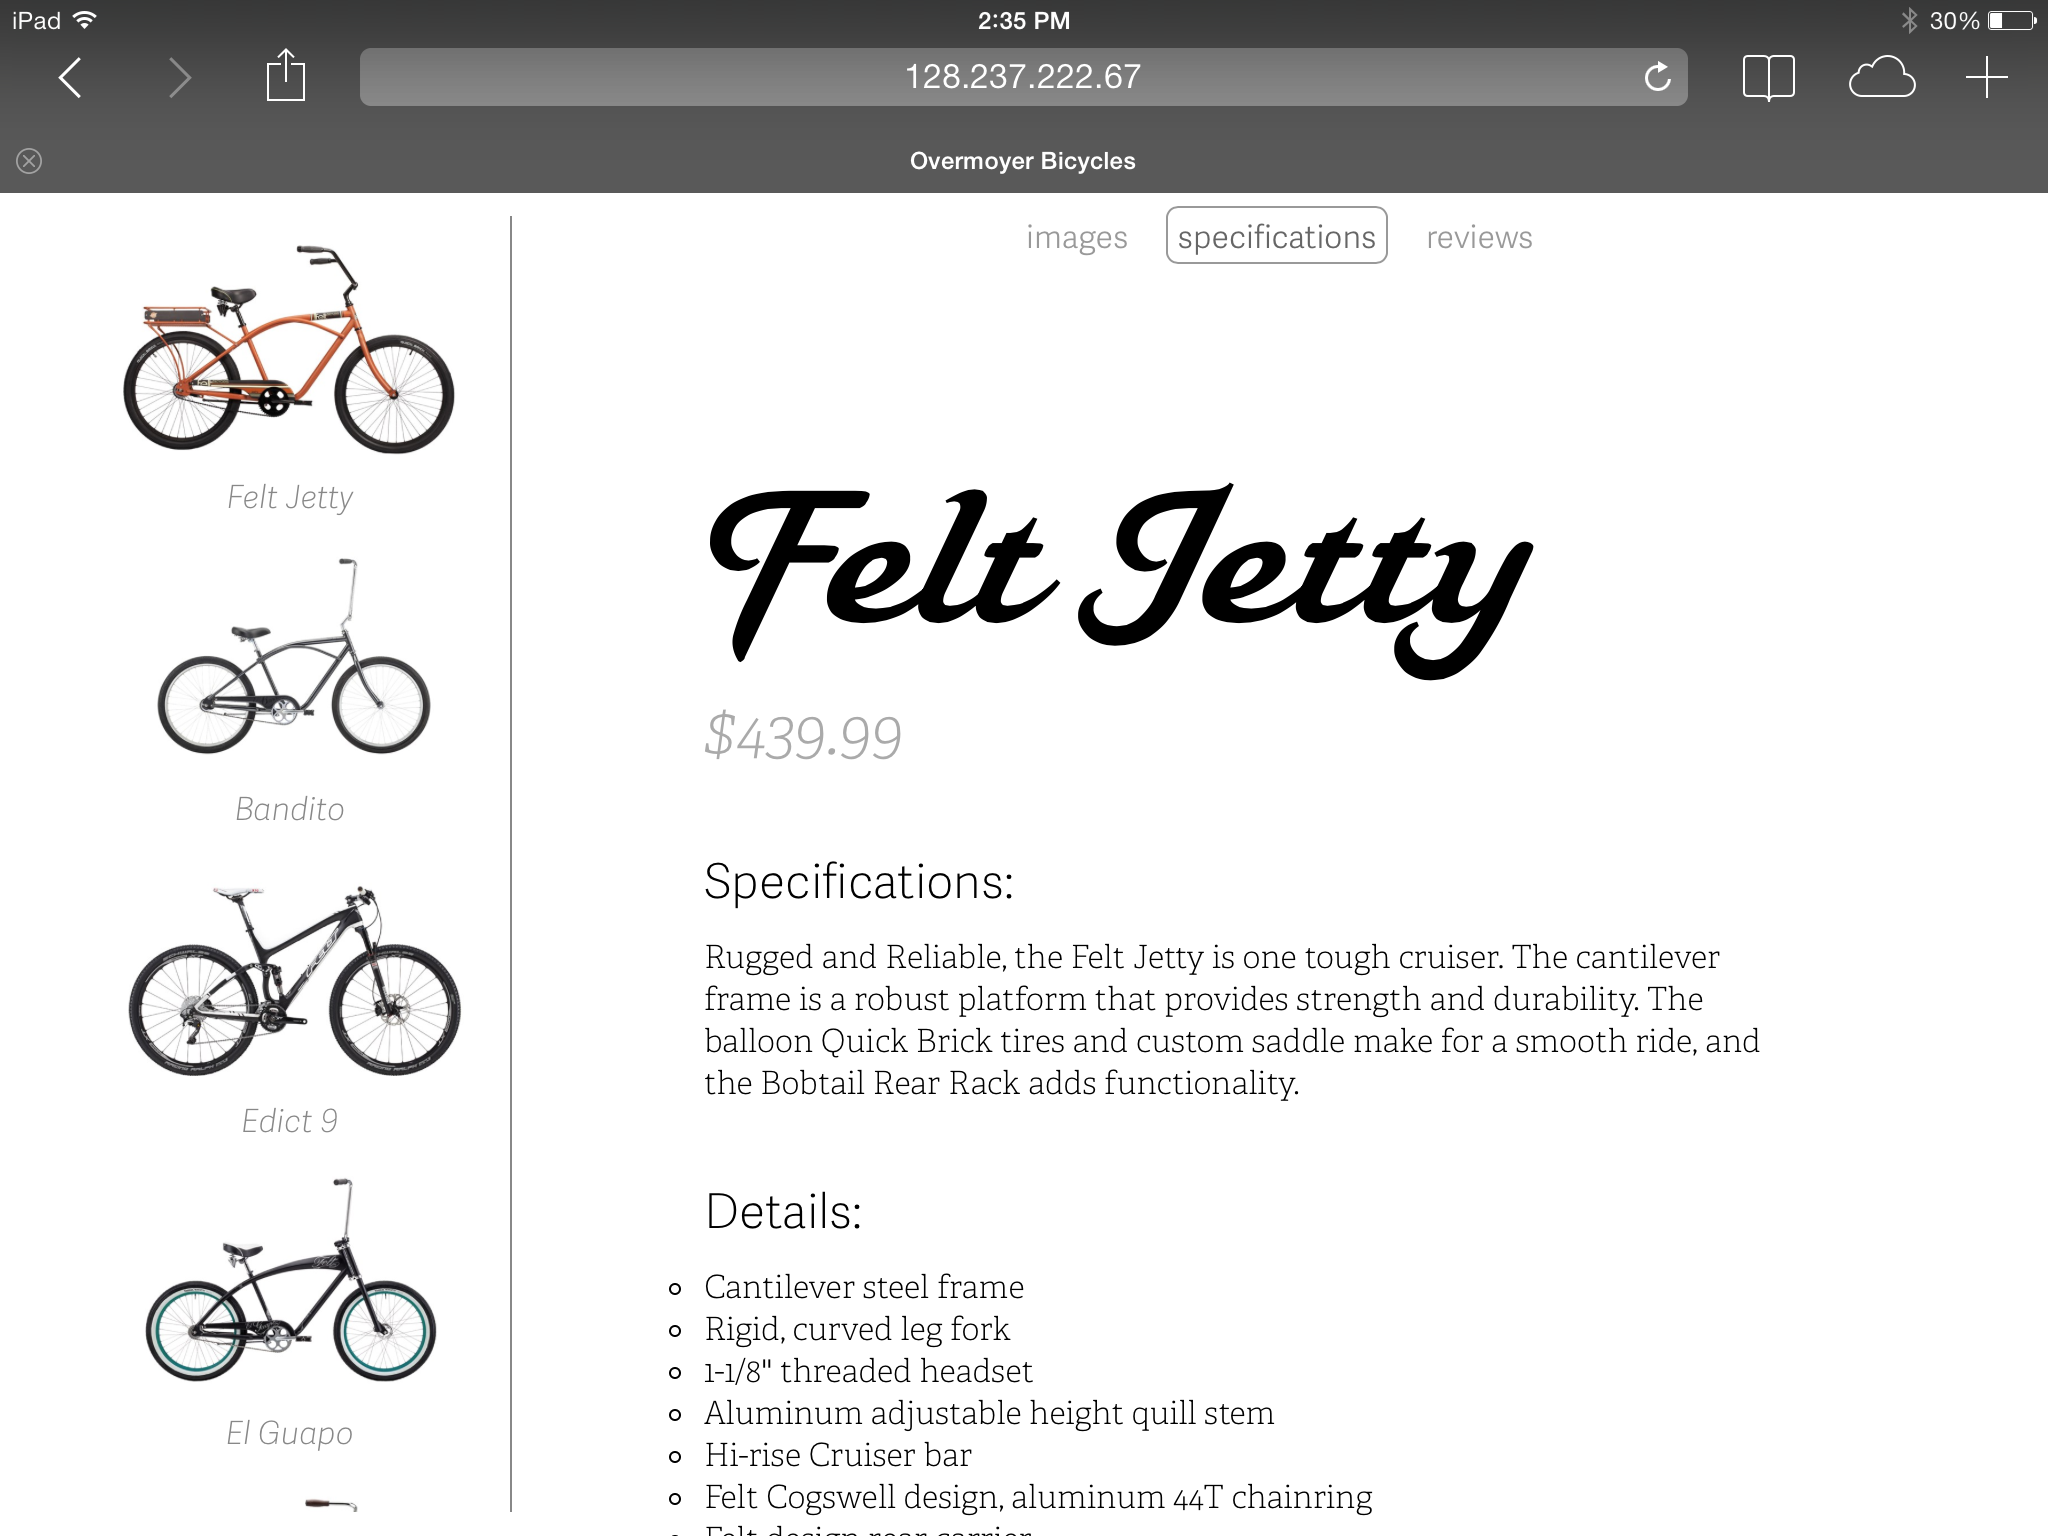 iPad
2:35 PM
30%
128.237.222.67
Overmoyer Bicycles
images
specifications
reviews
Felt Jetty
Bandito
Edict 9
El Guapo
Felt Jetty
$439.99
Specifications:
Rugged and Reliable, the Felt Jetty is one tough cruiser. The cantilever
frame is a robust platform that provides strength and durability. The
balloon Quick Brick tires and custom saddle make for a smooth ride, and
the Bobtail Rear Rack adds functionality.
Details:
Cantilever steel frame
Rigid, curved leg fork
1-1/8" threaded headset
Aluminum adjustable height quill stem
Hi-rise Cruiser bar
Felt Cogswell design, aluminum 44T chainring
Felt design rear carrier